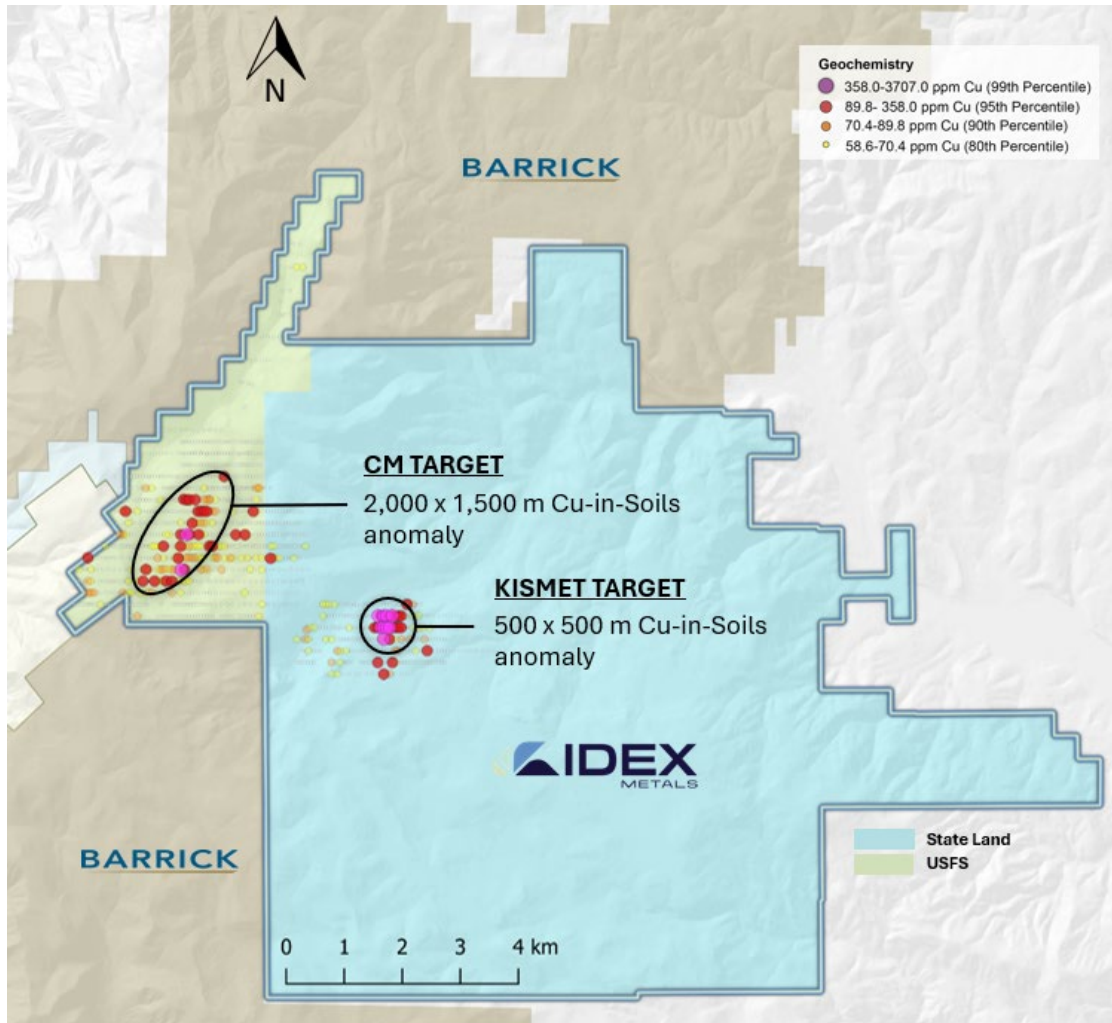 N
Geochemistry
358.0-3707.0 ppm Cu (99th Percentile)
89.8- 358.0 ppm Cu (95th Percentile)
70.4-89.8 ppm Cu (90th Percentile)
58.6-70.4 ppm Cu (80th Percentile)
BARRICK
CM TARGET
2,000 x 1,500 m Cu-in-Soils
anomaly
KISMET TARGET
500 x 500 m Cu-in-Soils
anomaly
IDEX
METALS
State Land
USFS
BARRICK
0 1 2 3 4 km